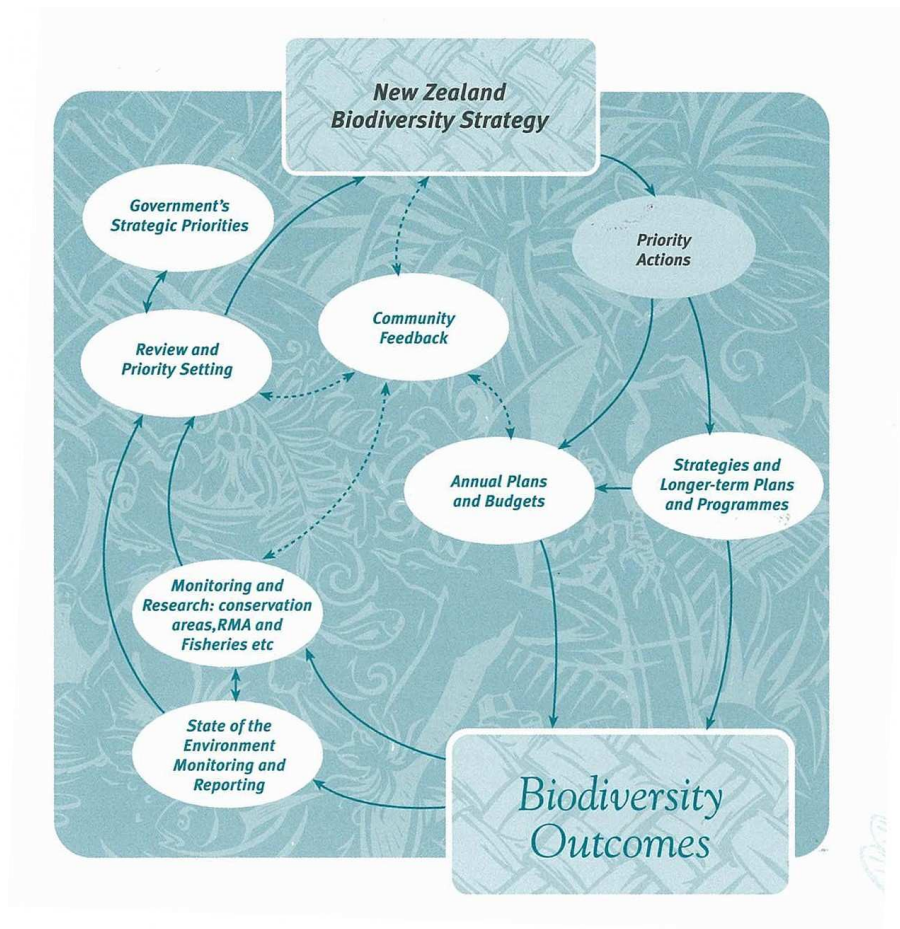 New Zealand
Biodiversity Strategy
Government's
Strategic Priorities
Priority
Actions
Community
Feedback
Review and
Priority Setting
Annual Plans
and Budgets
Strategies and
Longer-term Plans
and Programmes
Monitoring and
Research: conservation
areas,RMA and
Fisheries etc
State of the
Environment
Monitoring and
Reporting
Biodiversity
Outcomes